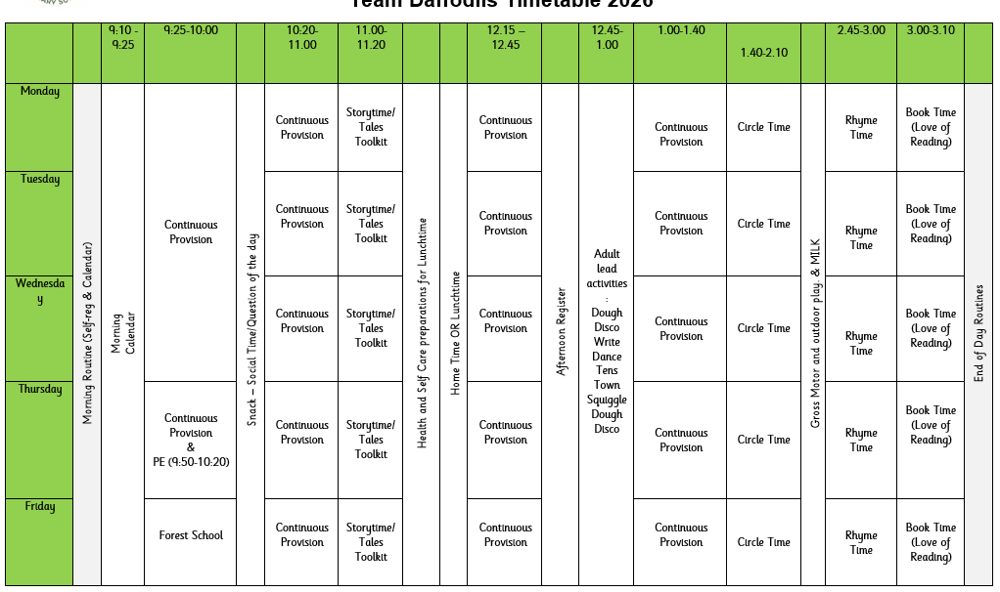 Team Daffodils Timetable 2026
9:10 -
9:25
9:25-10:00
10:20-
11.00
11.00-
11.20
12.15 –
12.45
12.45-
1.00
1.00-1.40
1.40-2.10
2.45-3.00
3.00-3.10
Monday
Tuesday
Wednesda
y
Thursday
Friday
Morning Routine (Self-reg & Calendar)
Morning
Calendar
Continuous
Provision
Continuous
Provision
&
PE (9:50-10:20)
Forest School
Snack – Social Time/Question of the day
Continuous
Provision
Continuous
Provision
Continuous
Provision
Continuous
Provision
Continuous
Provision
Storytime/
Tales
Toolkit
Storytime/
Tales
Toolkit
Storytime/
Tales
Toolkit
Storytime/
Tales
Toolkit
Storytime/
Tales
Toolkit
Health and Self Care preparations for Lunchtime
Home Time OR Lunchtime
Continuous
Provision
Continuous
Provision
Continuous
Provision
Continuous
Provision
Continuous
Provision
Afternoon Register
Adult
lead
activities
:
Dough
Disco
Write
Dance
Tens
Town
Squiggle
Dough
Disco
Continuous
Provision
Continuous
Provision
Continuous
Provision
Continuous
Provision
Continuous
Provision
Circle Time
Circle Time
Circle Time
Circle Time
Circle Time
Gross Motor and outdoor play. & MILK
Rhyme
Time
Rhyme
Time
Rhyme
Time
Rhyme
Time
Rhyme
Time
Book Time
(Love of
Reading)
Book Time
(Love of
Reading)
Book Time
(Love of
Reading)
Book Time
(Love of
Reading)
Book Time
(Love of
Reading)
End of Day Routines